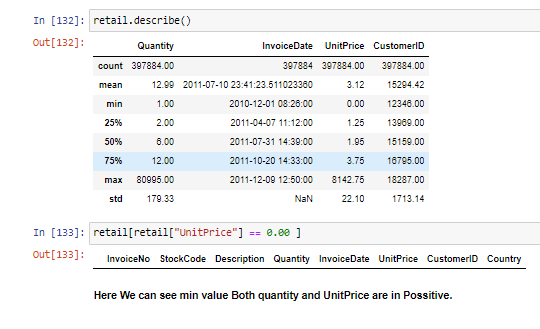 In [132]: retail.describe()
Out[132]:
Quantity InvoiceDate UnitPrice CustomerID
count 397884.00 397884 397884.00 397884.00
mean 12.99 2011-07-10 23:41:23.511023360 3.12 15294.42
min 1.00 2010-12-01 08:26:00 0.00 12346.00
25% 2.00 2011-04-07 11:12:00 1.25 13969.00
50% 6.00 2011-07-31 14:39:00 1.95 15159.00
75% 12.00 2011-10-20 14:33:00 3.75 16795.00
max 80995.00 2011-12-09 12:50:00 8142.75 18287.00
std 179.33 NaN 22.10 1713.14
In [133]: retail[retail["UnitPrice"] == 0.00 ]
Out[133]:
InvoiceNo StockCode Description Quantity InvoiceDate UnitPrice CustomerID Country
Here We can see min value Both quantity and UnitPrice are in Possitive.